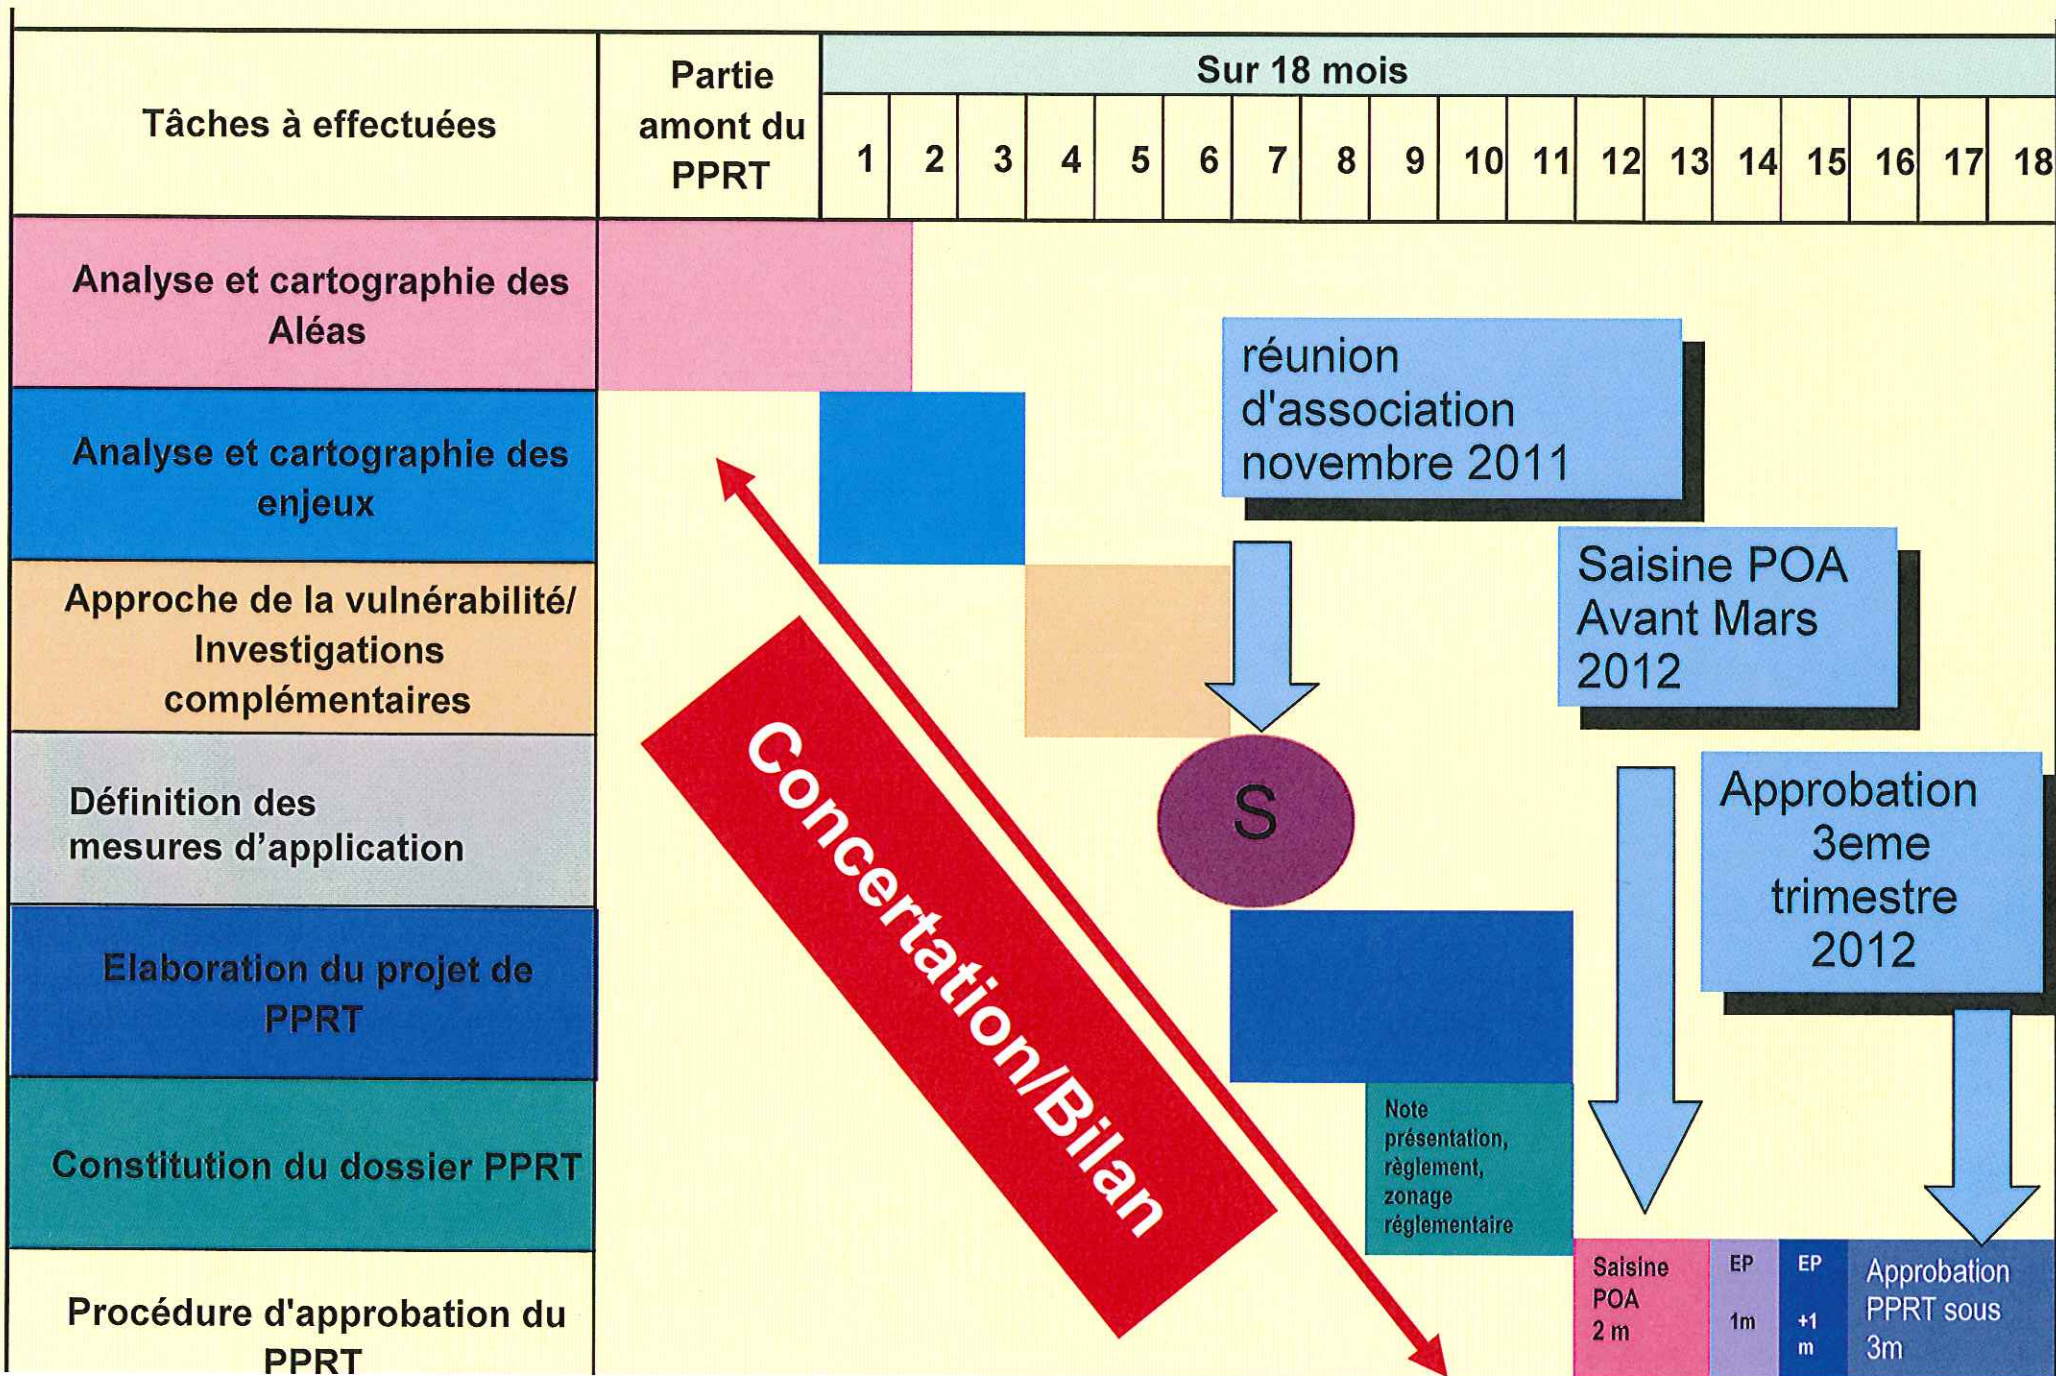 Tâches à effectuées
Partie
amont du
PPRT
Sur 18 mois
1 2 3 4 5 6 7 8 9 10 11 12 13 14 15 16 17 18
Analyse et cartographie des
Aléas
réunion
d'association
novembre 2011
Analyse et cartographie des
enjeux
Saisine POA
Avant Mars
2012
Approche de la vulnérabilité/
Investigations
complémentaires
Concertation/Bilan
Définition des
mesures d’application
S
Approbation
3eme
trimestre
2012
Elaboration du projet de
PPRT
Constitution du dossier PPRT
Note
présentation,
règlement,
zonage
réglementaire
Procédure d'approbation du
PPRT
Saisine
POA
2 m
EP
1m
EP
+1
m
Approbation
PPRT sous
3m